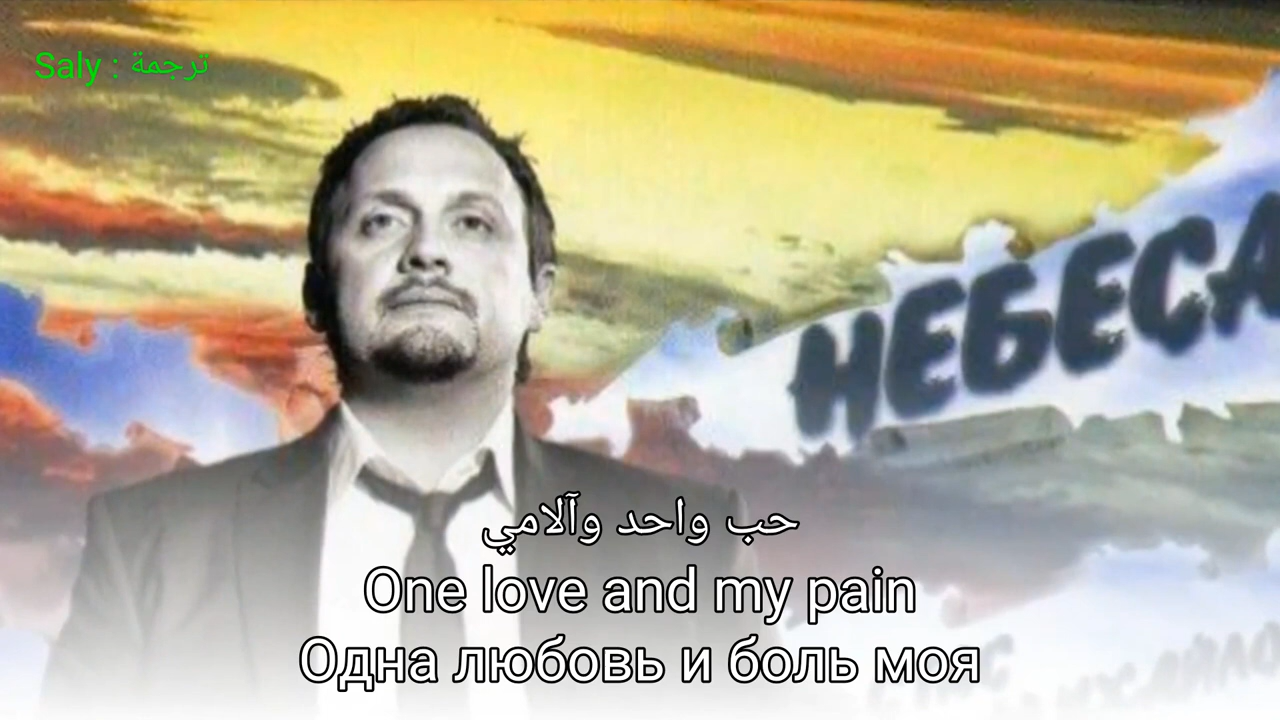 Saly : ترجمة
НЕБЕСА
حب واحد وآلامي
One love and my pain
Одна любовь и боль моя